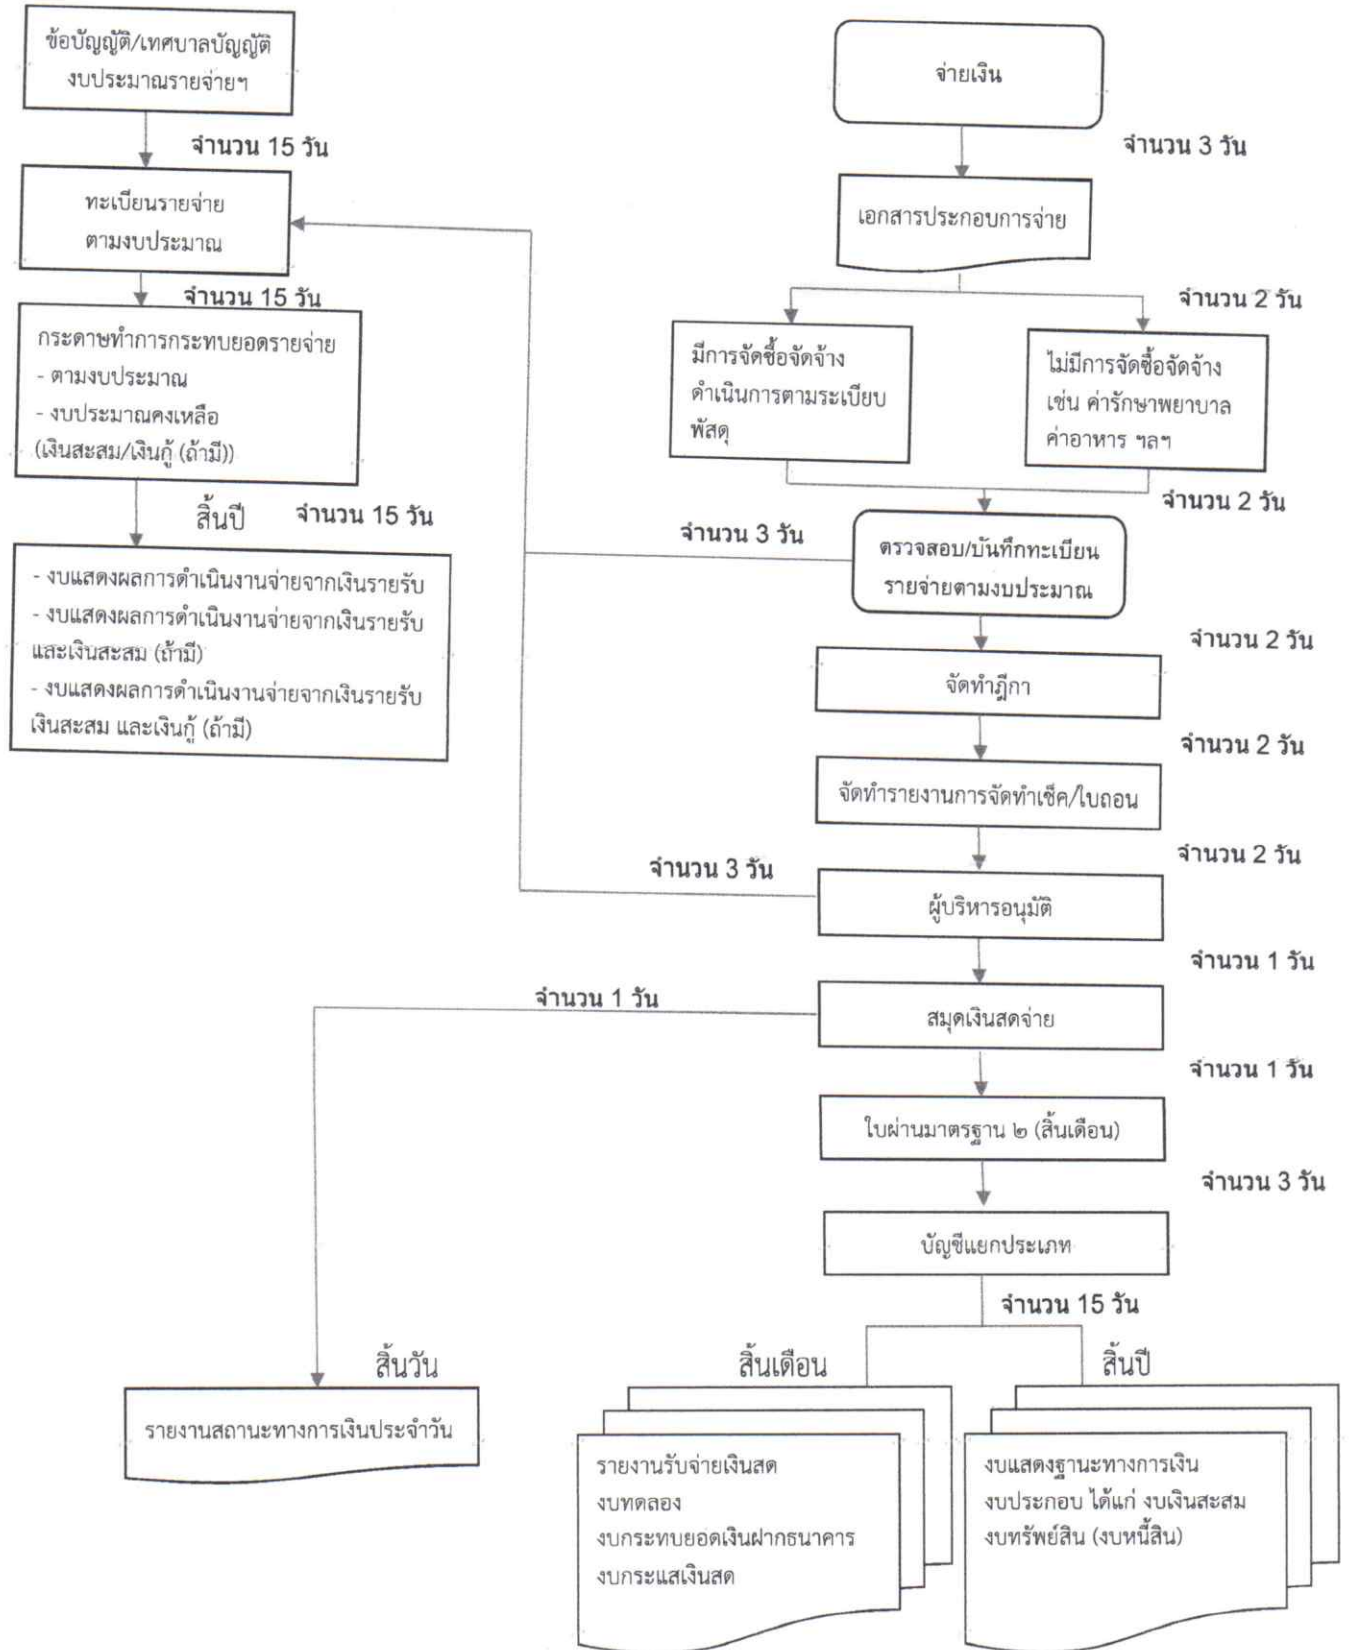 ข้อบัญญัติ/เทศบาลบัญญัติ
งบประมาณรายจ่ายฯ
จำนวน 15 วัน
ทะเบียนรายจ่าย
ตามงบประมาณ
จำนวน 15 วัน
กระดาษทำการกระทบยอดรายจ่าย
- ตามงบประมาณ
- งบประมาณคงเหลือ
(เงินสะสม/เงินกู้ (ถ้ามี))
สิ้นปี จำนวน 15 วัน
- งบแสดงผลการดำเนินงานจ่ายจากเงินรายรับ
- งบแสดงผลการดำเนินงานจ่ายจากเงินรายรับ
และเงินสะสม (ถ้ามี)
- งบแสดงผลการดำเนินงานจ่ายจากเงินรายรับ
เงินสะสม และเงินกู้ (ถ้ามี)
จ่ายเงิน
จำนวน 3 วัน
เอกสารประกอบการจ่าย
จำนวน 2 วัน
มีการจัดซื้อจัดจ้าง
ดำเนินการตามระเบียบ
พัสดุ
ไม่มีการจัดซื้อจัดจ้าง
เช่น ค่ารักษาพยาบาล
ค่าอาหาร ฯลฯ
จำนวน 2 วัน
จำนวน 3 วัน
ตรวจสอบ/บันทึกทะเบียน
รายจ่ายตามงบประมาณ
จำนวน 2 วัน
จัดทำฎีกา
จำนวน 2 วัน
จัดทำรายงานการจัดทำเช็ค/ใบถอน
จำนวน 2 วัน
จำนวน 3 วัน
ผู้บริหารอนุมัติ
จำนวน 1 วัน
จำนวน 1 วัน
สมุดเงินสดจ่าย
จำนวน 1 วัน
ใบผ่านมาตรฐาน ๒ (สิ้นเดือน)
จำนวน 3 วัน
บัญชีแยกประเภท
จำนวน 15 วัน
สิ้นวัน
รายงานสถานะทางการเงินประจำวัน
สิ้นเดือน
รายงานรับจ่ายเงินสด
งบทดลอง
งบกระทบยอดเงินฝากธนาคาร
งบกระแสเงินสด
สิ้นปี
งบแสดงฐานะทางการเงิน
งบประกอบ ได้แก่ งบเงินสะสม
งบทรัพย์สิน (งบหนี้สิน)